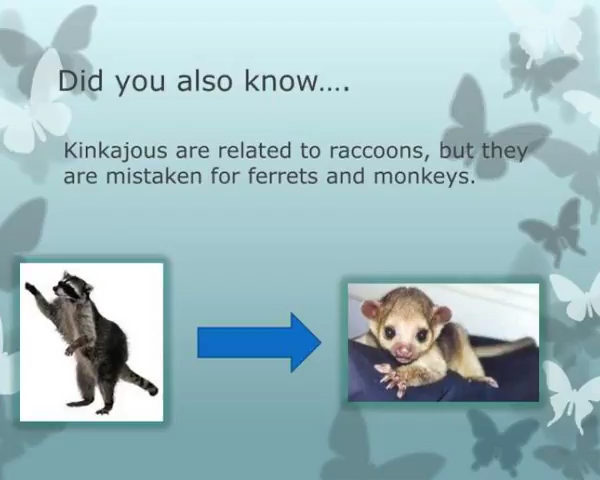 Did you also know….
Kinkajous are related to raccoons, but they
are mistaken for ferrets and monkeys.